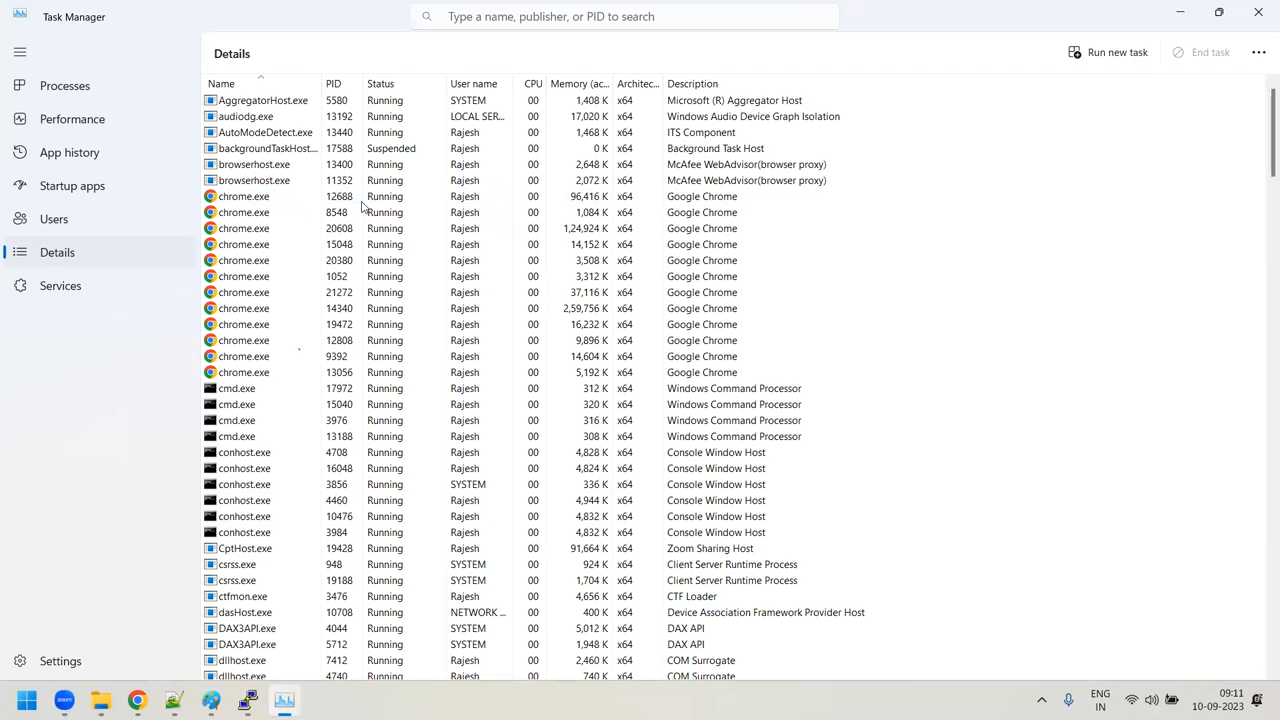 Task Manager
Type a name, publisher, or PID to search
Details
Run new task
End task
Processes
Performance
App history
Startup apps
Users
Details
Services
Settings
Name PID Status User name CPU Memory (ac... Architec... Description
AggregatorHost.exe 5580 Running SYSTEM 00 1,408 K x64 Microsoft (R) Aggregator Host
audiodg.exe 13192 Running LOCAL SER... 00 17,020 K x64 Windows Audio Device Graph Isolation
AutoModeDetect.exe 13440 Running Rajesh 00 1,468 K x64 ITS Component
backgroundTaskHost.... 17588 Suspended Rajesh 00 0 K x64 Background Task Host
browserhost.exe 13400 Running Rajesh 00 2,648 K x64 McAfee WebAdvisor(browser proxy)
browserhost.exe 11352 Running Rajesh 00 2,072 K x64 McAfee WebAdvisor(browser proxy)
chrome.exe 12688 Running Rajesh 00 96,416 K x64 Google Chrome
chrome.exe 8548 Running Rajesh 00 1,084 K x64 Google Chrome
chrome.exe 20608 Running Rajesh 00 1,24,924 K x64 Google Chrome
chrome.exe 15048 Running Rajesh 00 14,152 K x64 Google Chrome
chrome.exe 20380 Running Rajesh 00 3,508 K x64 Google Chrome
chrome.exe 1052 Running Rajesh 00 3,312 K x64 Google Chrome
chrome.exe 21272 Running Rajesh 00 37,116 K x64 Google Chrome
chrome.exe 14340 Running Rajesh 00 2,59,756 K x64 Google Chrome
chrome.exe 19472 Running Rajesh 00 16,232 K x64 Google Chrome
chrome.exe 12808 Running Rajesh 00 9,896 K x64 Google Chrome
chrome.exe 9392 Running Rajesh 00 14,604 K x64 Google Chrome
chrome.exe 13056 Running Rajesh 00 5,192 K x64 Google Chrome
cmd.exe 17972 Running Rajesh 00 312 K x64 Windows Command Processor
cmd.exe 15040 Running Rajesh 00 320 K x64 Windows Command Processor
cmd.exe 3976 Running Rajesh 00 316 K x64 Windows Command Processor
cmd.exe 13188 Running Rajesh 00 308 K x64 Windows Command Processor
conhost.exe 4708 Running Rajesh 00 4,828 K x64 Console Window Host
conhost.exe 16048 Running Rajesh 00 4,824 K x64 Console Window Host
conhost.exe 3856 Running SYSTEM 00 336 K x64 Console Window Host
conhost.exe 4460 Running Rajesh 00 4,944 K x64 Console Window Host
conhost.exe 10476 Running Rajesh 00 4,832 K x64 Console Window Host
conhost.exe 3984 Running Rajesh 00 4,832 K x64 Console Window Host
CptHost.exe 19428 Running Rajesh 00 91,664 K x64 Zoom Sharing Host
csrss.exe 948 Running SYSTEM 00 924 K x64 Client Server Runtime Process
csrss.exe 19188 Running SYSTEM 00 1,704 K x64 Client Server Runtime Process
ctfmon.exe 3476 Running Rajesh 00 4,656 K x64 CTF Loader
dasHost.exe 10708 Running NETWORK ... 00 400 K x64 Device Association Framework Provider Host
DAX3API.exe 4044 Running SYSTEM 00 5,012 K x64 DAX API
DAX3API.exe 5712 Running SYSTEM 00 1,948 K x64 DAX API
dllhost.exe 7412 Running Rajesh 00 2,460 K x64 COM Surrogate
dllhost.exe 4740 Running Rajesh 00 740 K x64 COM Surrogate
zoom
ENG
IN
09:11
10-09-2023